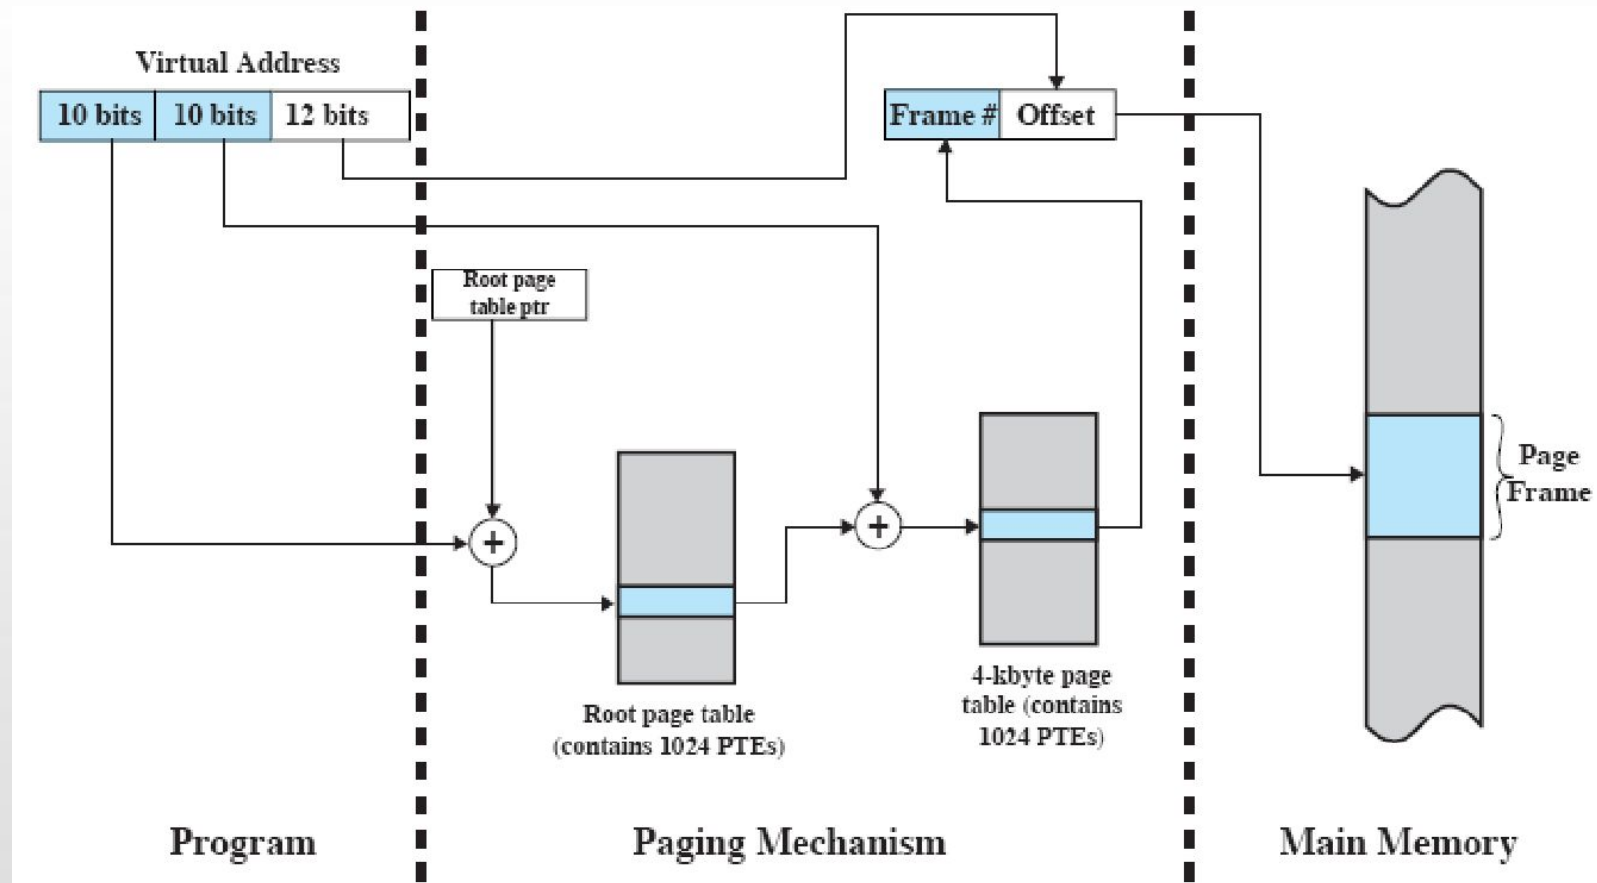 Virtual Address
10 bits
10 bits
12 bits
Frame #
Offset
Root page
table ptr
+
+
Page
Frame
Root page table
(contains 1024 PTEs)
4-kbyte page
table (contains
1024 PTEs)
Program
Paging Mechanism
Main Memory